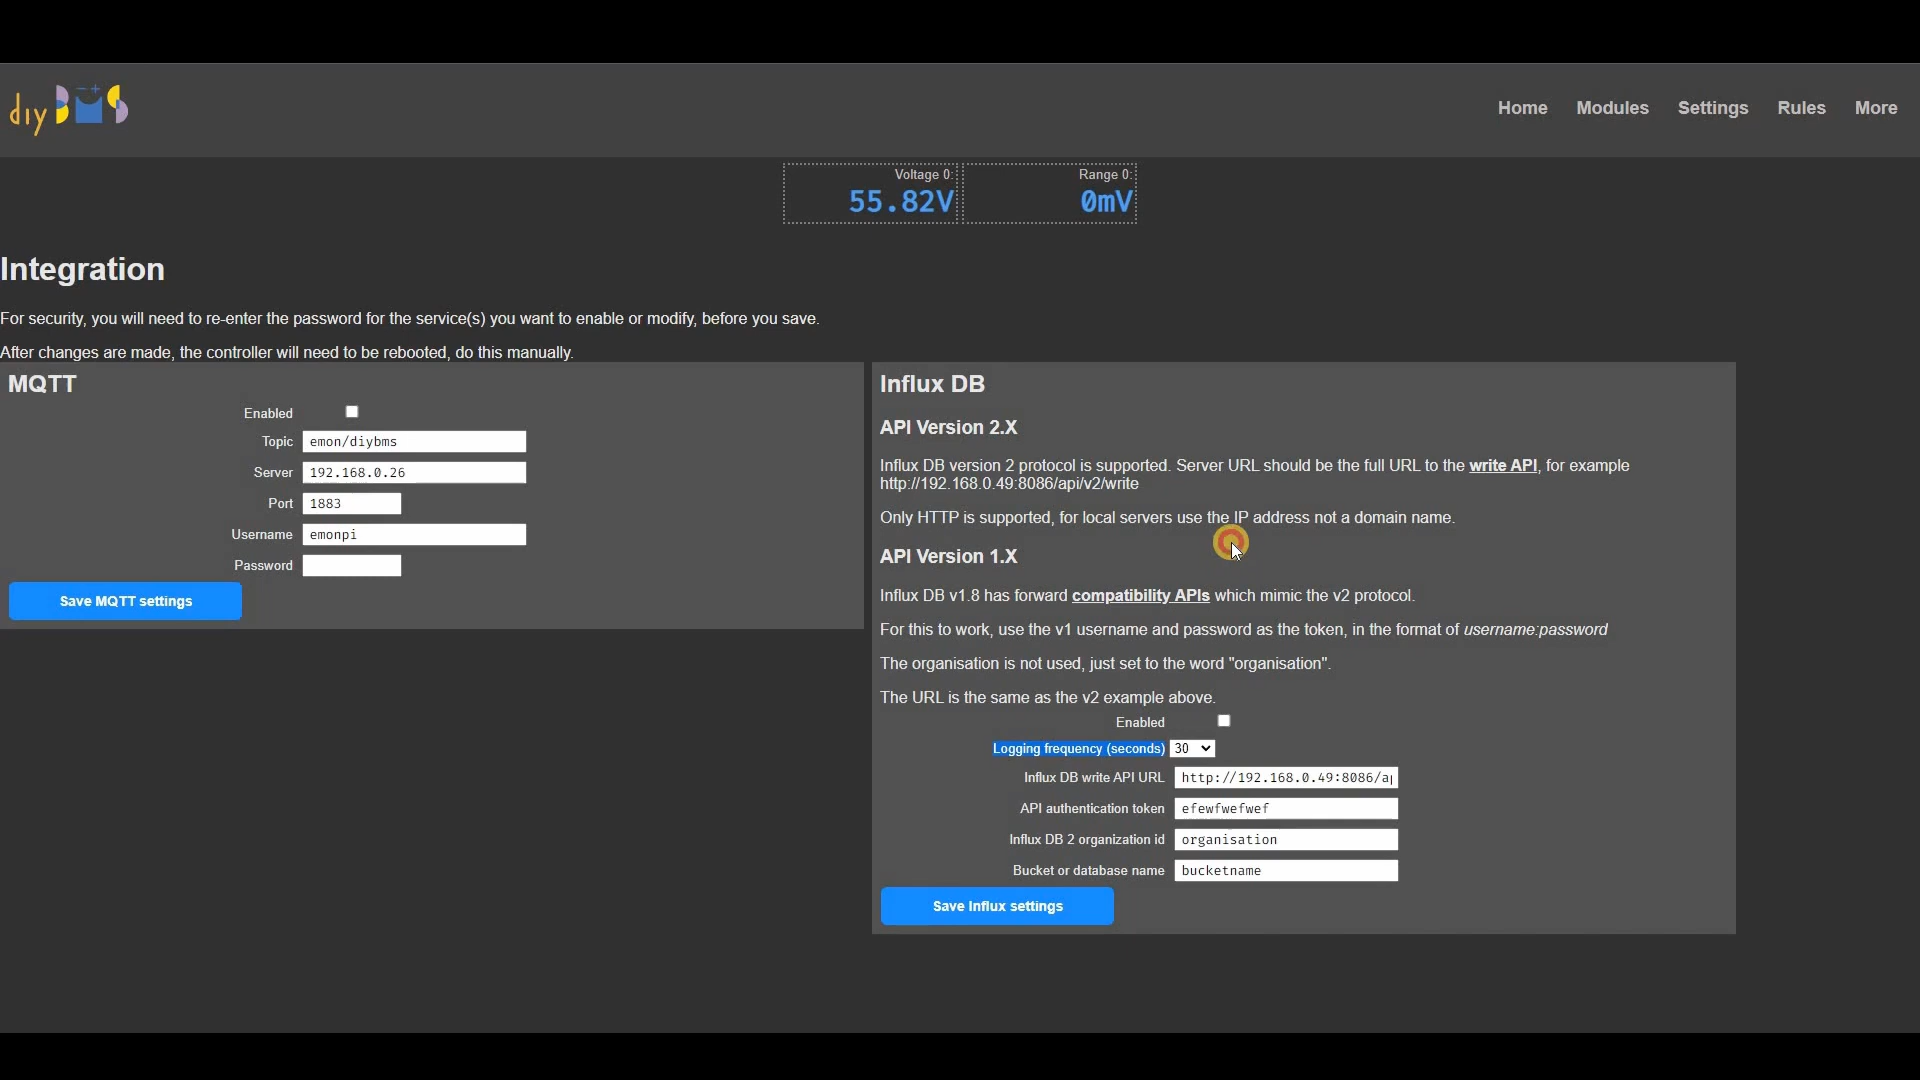 diyBMS
Home Modules Settings Rules More
Voltage 0: Range 0:
55.82V 0mV
Integration
For security, you will need to re-enter the password for the service(s) you want to enable or modify, before you save.
After changes are made, the controller will need to be rebooted, do this manually.
MQTT
Enabled
Topic emon/diybms
Server 192.168.0.26
Port 1883
Username emonpi
Password
Save MQTT settings
Influx DB
API Version 2.X
Influx DB version 2 protocol is supported. Server URL should be the full URL to the write API, for example
http://192.168.0.49:8086/api/v2/write
Only HTTP is supported, for local servers use the IP address not a domain name.
API Version 1.X
Influx DB v1.8 has forward compatibility APIs which mimic the v2 protocol.
For this to work, use the v1 username and password as the token, in the format of username:password
The organisation is not used, just set to the word "organisation".
The URL is the same as the v2 example above.
Enabled
Logging frequency (seconds) 30
Influx DB write API URL http://192.168.0.49:8086/a
API authentication token efewfwefwef
Influx DB 2 organization id organisation
Bucket or database name bucketname
Save Influx settings